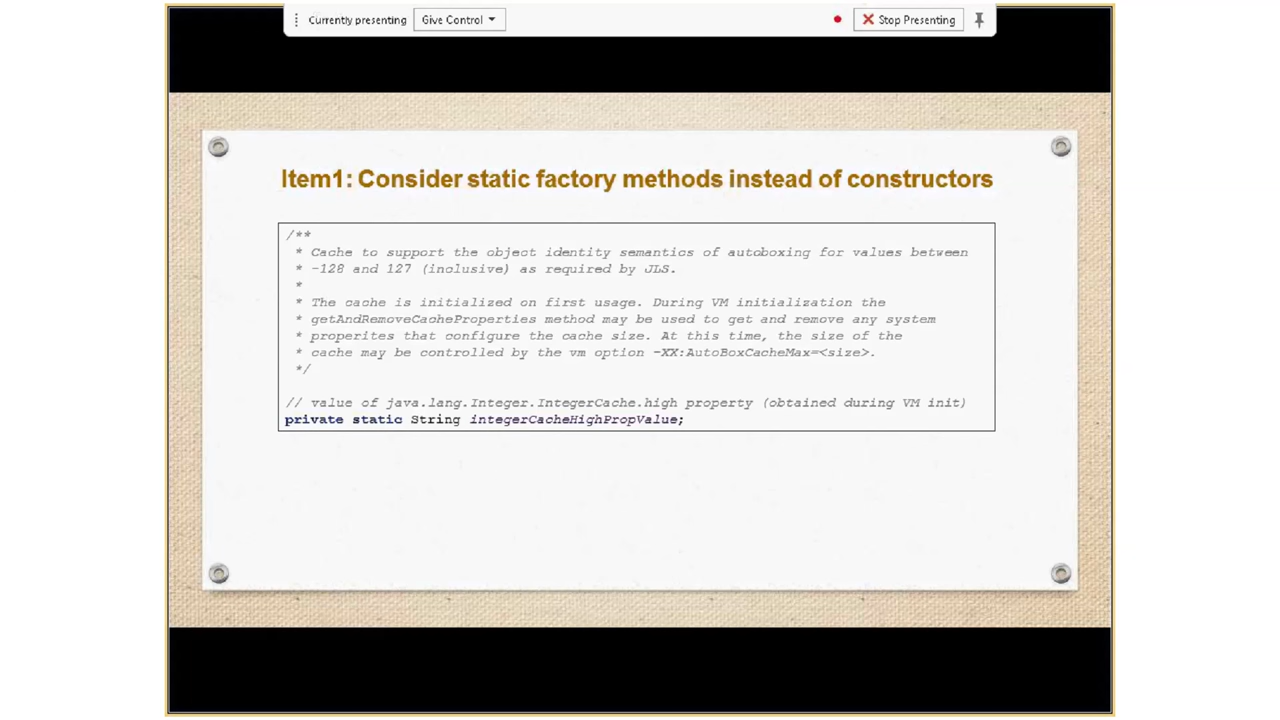 Currently presenting Give Control Stop Presenting
Item1: Consider static factory methods instead of constructors
/**
* Cache to support the object identity semantics of autoboxing for values between
* -128 and 127 (inclusive) as required by JLS.
*
* The cache is initialized on first usage. During VM initialization the
* getAndRemoveCacheProperties method may be used to get and remove any system
* properites that configure the cache size. At this time, the size of the
* cache may be controlled by the vm option -XX:AutoBoxCacheMax=<size>.
*/
// value of java.lang.Integer.IntegerCache.high property (obtained during VM init)
private static String integerCacheHighPropValue;